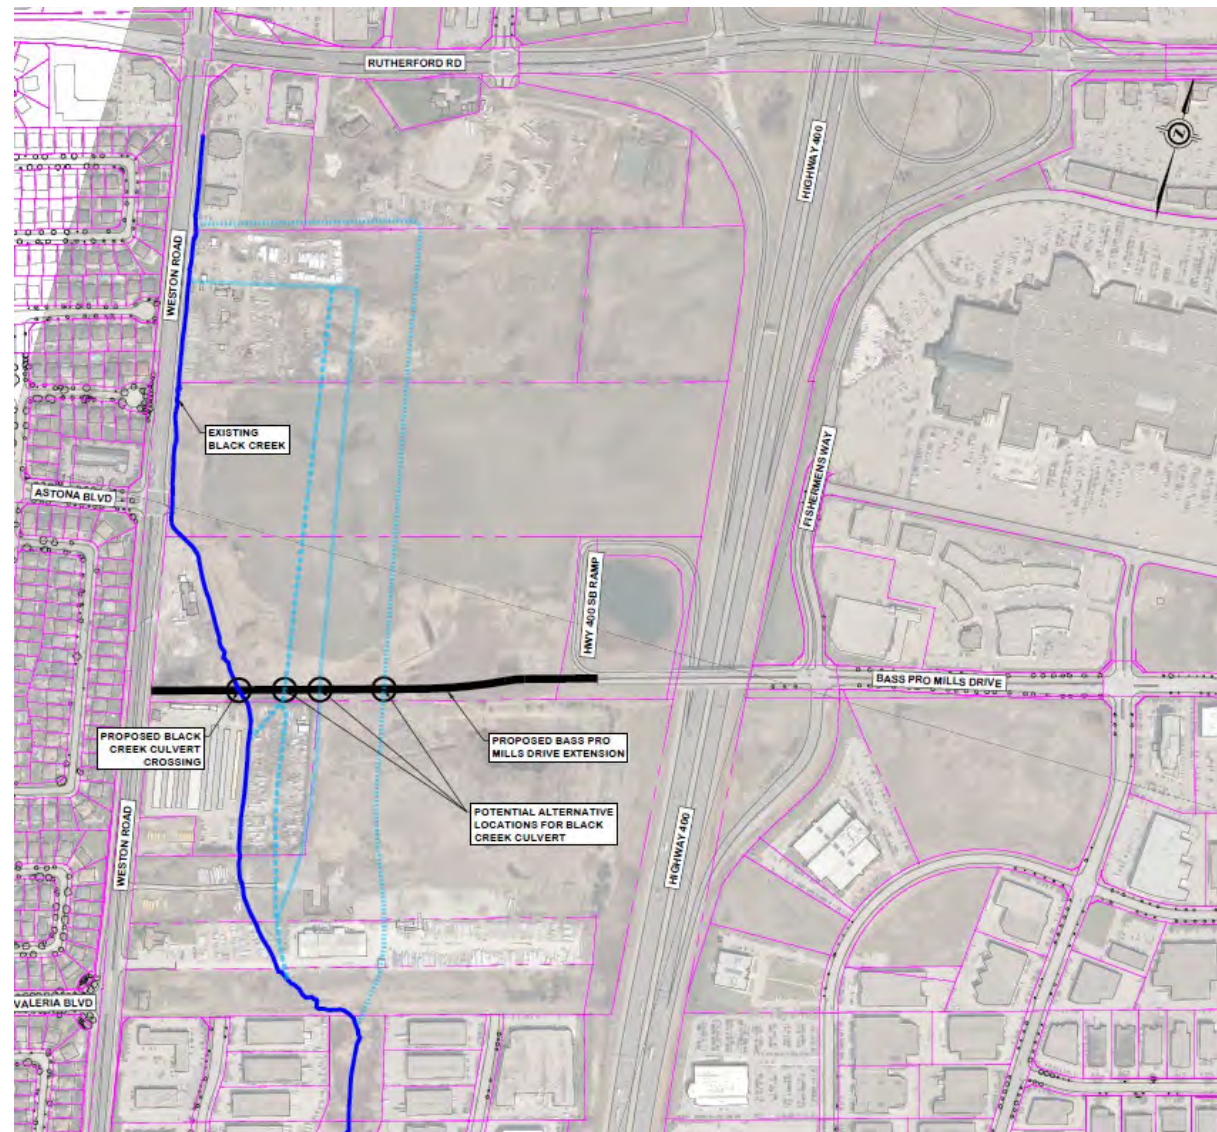 RUTHERFORD RD
HIGHWAY 400
Z
WESTON ROAD
EXISTING
BLACK CREEK
FISHERMENS WAY
ASTONA BLVD
HWY 400 SB RAMP
BASS PRO MILLS DRIVE
PROPOSED BLACK
CREEK CULVERT
CROSSING
PROPOSED BASS PRO
MILLS DRIVE EXTENSION
POTENTIAL ALTERNATIVE
LOCATIONS FOR BLACK
CREEK CULVERT
WESTON ROAD
HIGHWAY 400
VALERIA BLVD